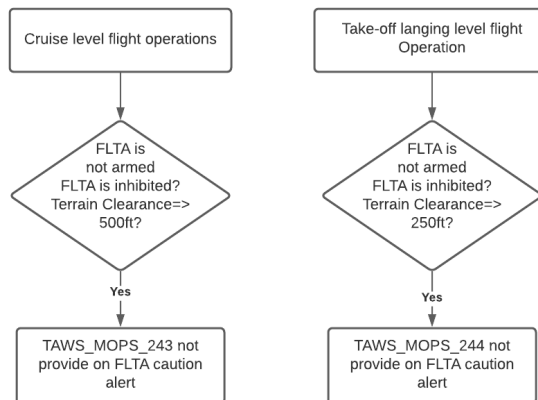 Cruise level flight operations
FLTA is
not armed
FLTA is inhibited?
Terrain Clearance=>
500ft?
Yes
TAWS_MOPS_243 not
provide on FLTA caution
alert
Take-off langing level flight
Operation
FLTA is
not armed
FLTA is inhibited?
Terrain Clearance=>
250ft?
Yes
TAWS_MOPS_244 not
provide on FLTA caution
alert